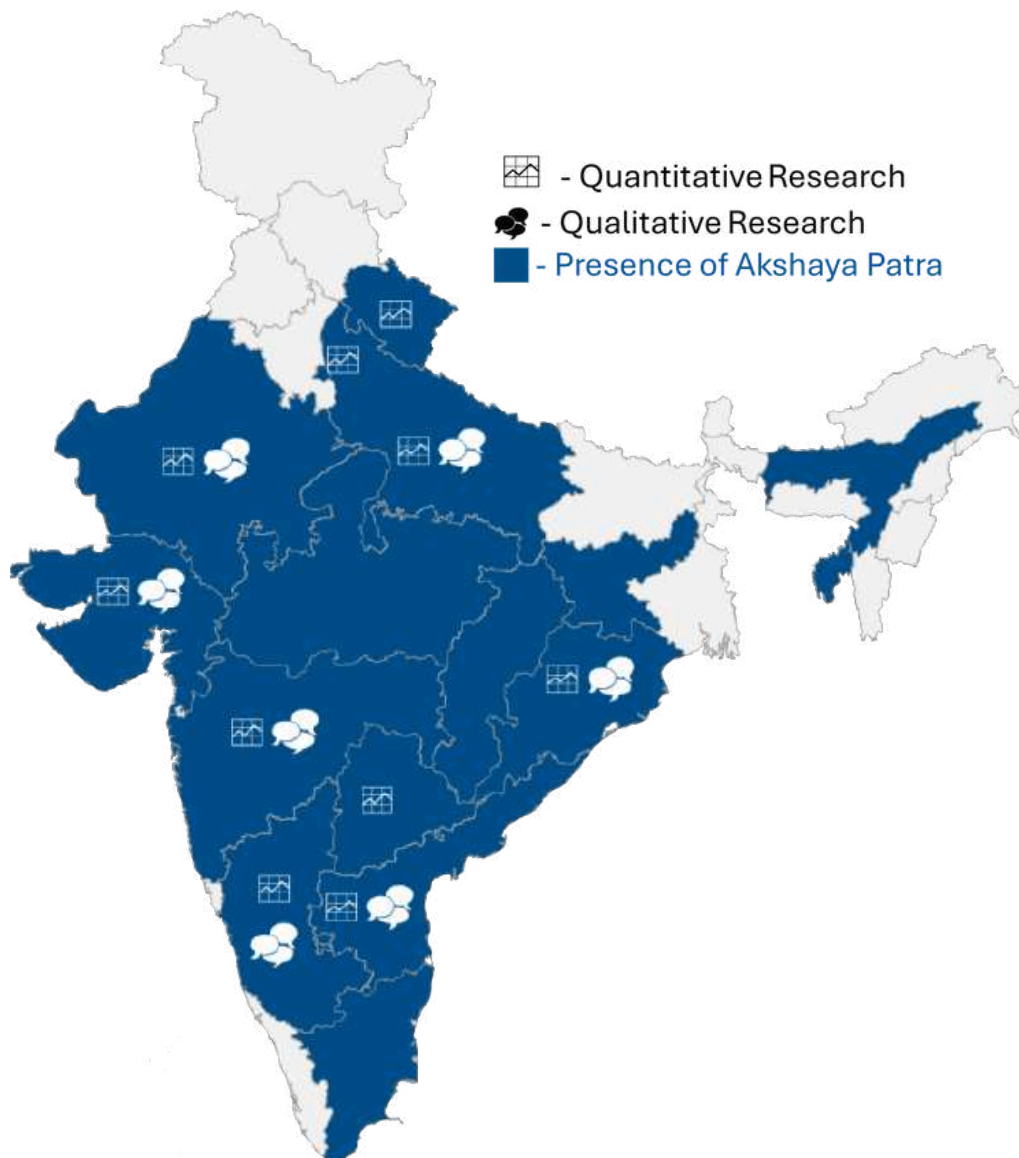 - Quantitative Research
- Qualitative Research
- Presence of Akshaya Patra